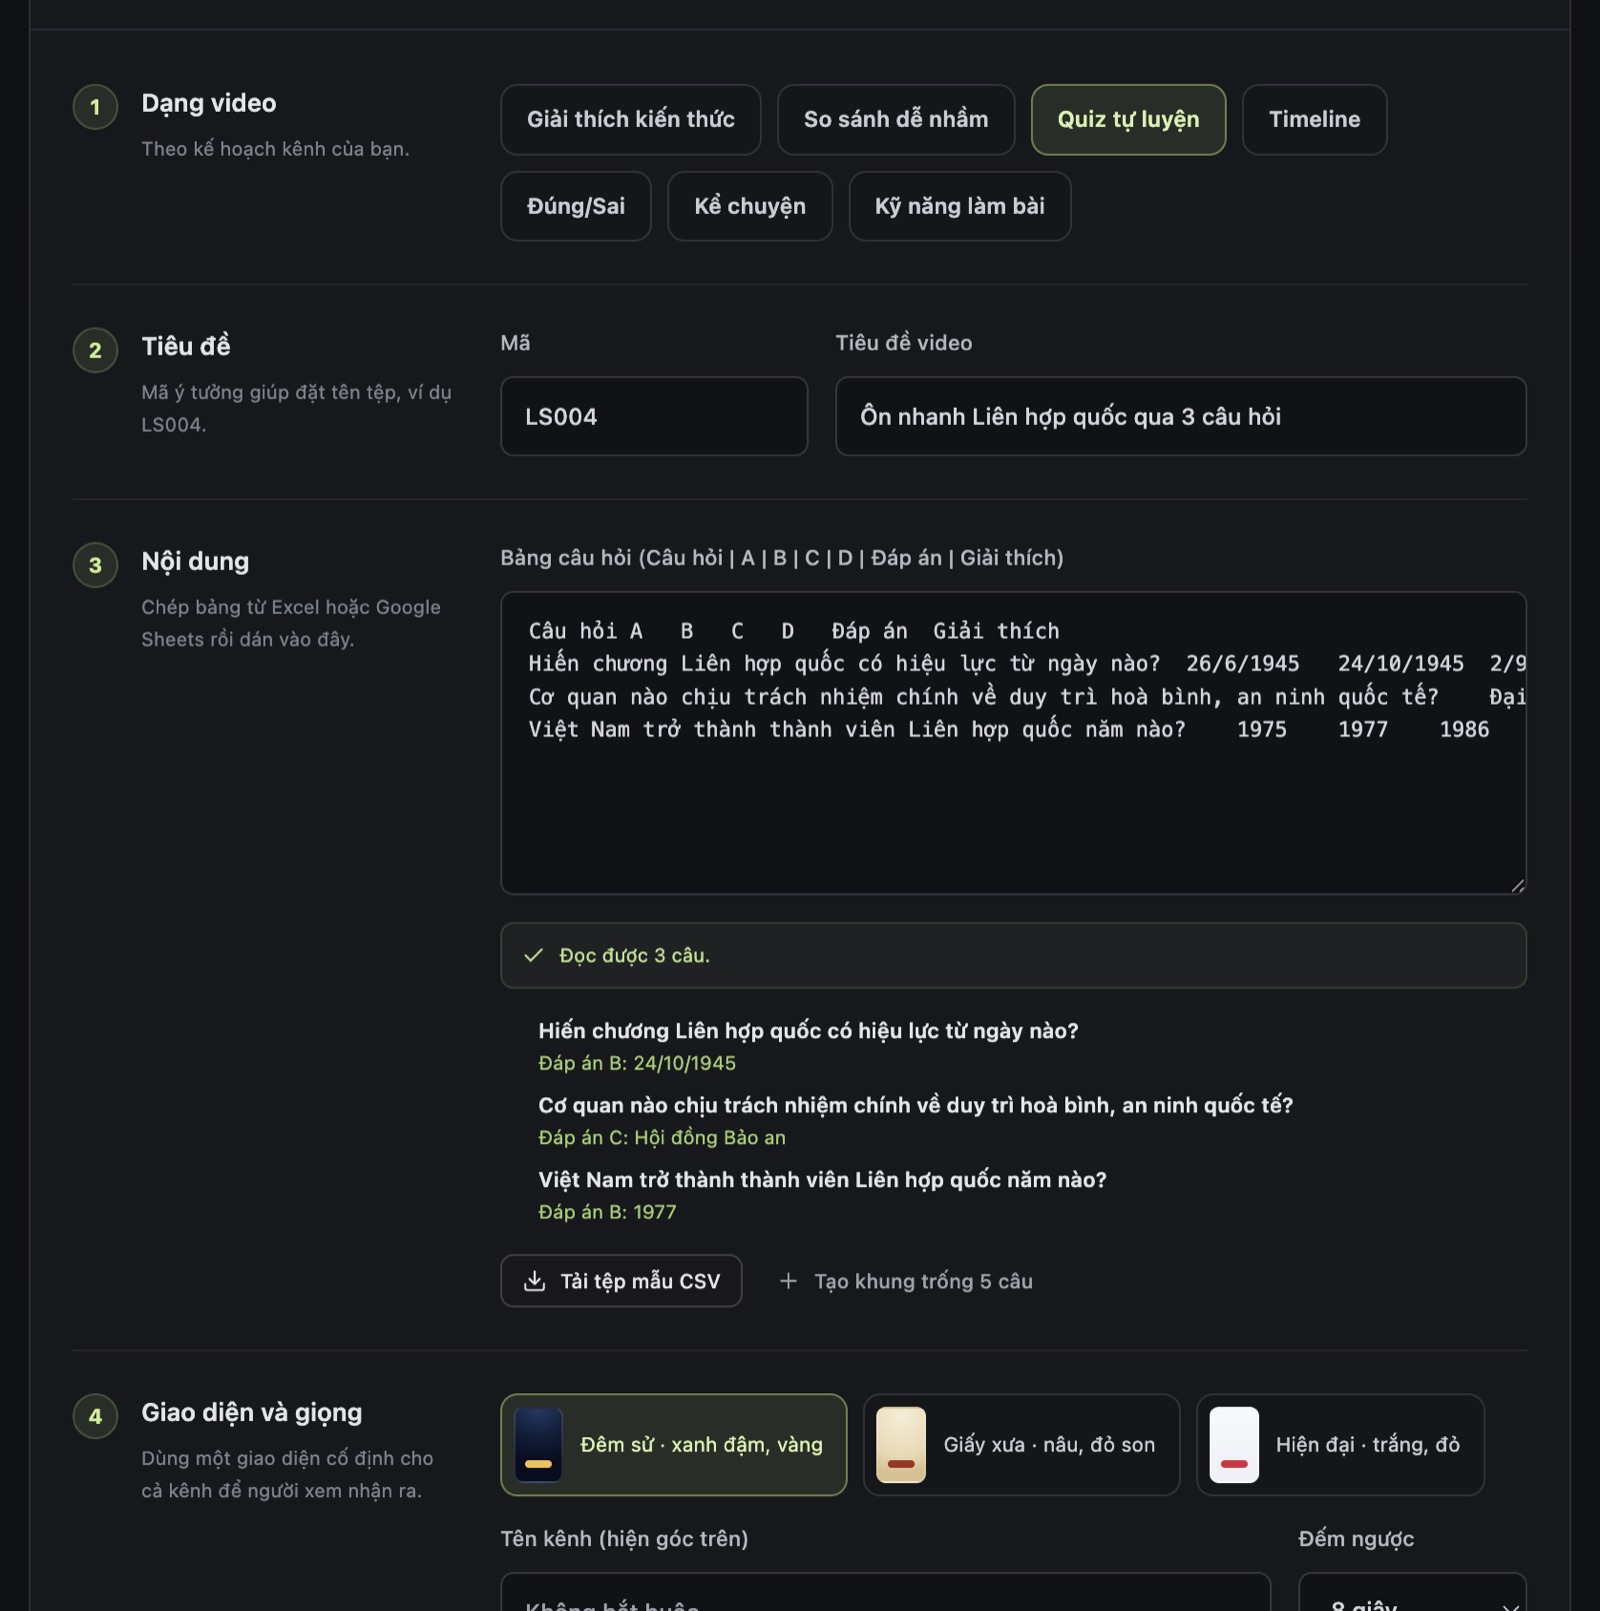 1
Dạng video
Theo kế hoạch kênh của bạn.
Giải thích kiến thức
So sánh dễ nhầm
Quiz tự luyện
Timeline
Đúng/Sai
Kể chuyện
Kỹ năng làm bài
2
Tiêu đề
Mã ý tưởng giúp đặt tên tệp, ví dụ
LS004.
Mã
LS004
Tiêu đề video
Ôn nhanh Liên hợp quốc qua 3 câu hỏi
3
Nội dung
Chép bảng từ Excel hoặc Google
Sheets rồi dán vào đây.
Bảng câu hỏi (Câu hỏi | A | B | C | D | Đáp án | Giải thích)
Câu hỏi A B C D Đáp án Giải thích
Hiến chương Liên hợp quốc có hiệu lực từ ngày nào? 26/6/1945 24/10/1945 2/9
Cơ quan nào chịu trách nhiệm chính về duy trì hoà bình, an ninh quốc tế? Đại
Việt Nam trở thành thành viên Liên hợp quốc năm nào? 1975 1977 1986
Đọc được 3 câu.
Hiến chương Liên hợp quốc có hiệu lực từ ngày nào?
Đáp án B: 24/10/1945
Cơ quan nào chịu trách nhiệm chính về duy trì hoà bình, an ninh quốc tế?
Đáp án C: Hội đồng Bảo an
Việt Nam trở thành thành viên Liên hợp quốc năm nào?
Đáp án B: 1977
Tải tệp mẫu CSV
+ Tạo khung trống 5 câu
4
Giao diện và giọng
Dùng một giao diện cố định cho
cả kênh để người xem nhận ra.
Đêm sử · xanh đậm, vàng
Giấy xưa · nâu, đỏ son
Hiện đại · trắng, đỏ
Tên kênh (hiện góc trên)
Không bắt buộc
Đếm ngược
8 giây